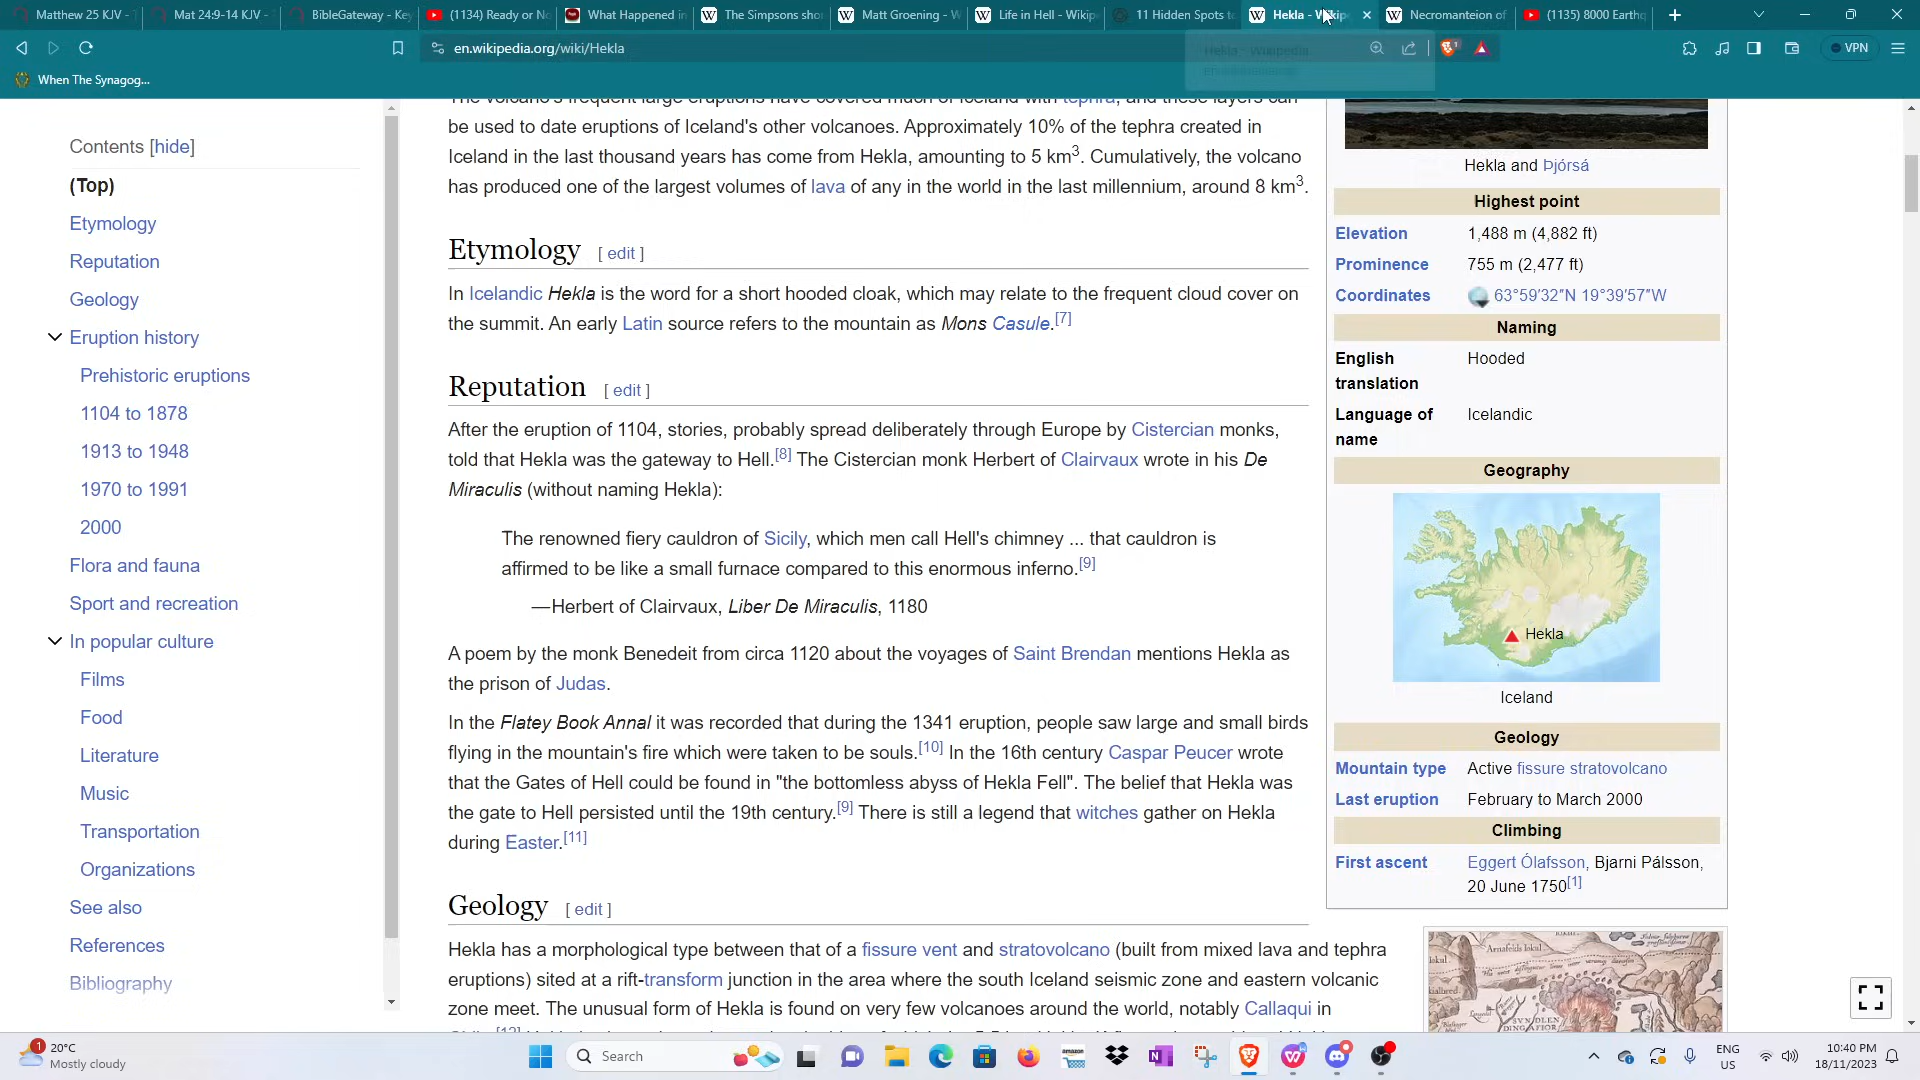 Matthew 25 KJV -
Mat 24:9-14 KJV -
BibleGateway - Ke
(1134) Ready or No
What Happened in
The Simpsons sho
Matt Groening - W
Life in Hell - Wikip
11 Hidden Spots to
Hekla - Wikip
Necromanteion of
(1135) 8000 Earthq
en.wikipedia.org/wiki/Hekla
Hekla - Wikipedia
VPN
When The Synagog...
Contents [hide]
(Top)
Etymology
Reputation
Geology
Eruption history
Prehistoric eruptions
1104 to 1878
1913 to 1948
1970 to 1991
2000
Flora and fauna
Sport and recreation
In popular culture
Films
Food
Literature
Music
Transportation
Organizations
See also
References
Bibliography
The volcano's frequent large eruptions have covered much of Iceland with tephra, and these layers can
be used to date eruptions of Iceland's other volcanoes. Approximately 10% of the tephra created in
Iceland in the last thousand years has come from Hekla, amounting to 5 km³. Cumulatively, the volcano
has produced one of the largest volumes of lava of any in the world in the last millennium, around 8 km³.
Etymology [ edit ]
In Icelandic Hekla is the word for a short hooded cloak, which may relate to the frequent cloud cover on
the summit. An early Latin source refers to the mountain as Mons Casule.[7]
Reputation [ edit ]
After the eruption of 1104, stories, probably spread deliberately through Europe by Cistercian monks,
told that Hekla was the gateway to Hell.[8] The Cistercian monk Herbert of Clairvaux wrote in his De
Miraculis (without naming Hekla):
The renowned fiery cauldron of Sicily, which men call Hell's chimney ... that cauldron is
affirmed to be like a small furnace compared to this enormous inferno.[9]
—Herbert of Clairvaux, Liber De Miraculis, 1180
A poem by the monk Benedeit from circa 1120 about the voyages of Saint Brendan mentions Hekla as
the prison of Judas.
In the Flatey Book Annal it was recorded that during the 1341 eruption, people saw large and small birds
flying in the mountain's fire which were taken to be souls.[10] In the 16th century Caspar Peucer wrote
that the Gates of Hell could be found in "the bottomless abyss of Hekla Fell". The belief that Hekla was
the gate to Hell persisted until the 19th century.[9] There is still a legend that witches gather on Hekla
during Easter.[11]
Geology [ edit ]
Hekla has a morphological type between that of a fissure vent and stratovolcano (built from mixed lava and tephra
eruptions) sited at a rift-transform junction in the area where the south Iceland seismic zone and eastern volcanic
zone meet. The unusual form of Hekla is found on very few volcanoes around the world, notably Callaqui in
Hekla and Þjórsá
Highest point
Elevation 1,488 m (4,882 ft)
Prominence 755 m (2,477 ft)
Coordinates 63°59′32″N 19°39′57″W
Naming
English Hooded
translation
Language of Icelandic
name
Geography
Hekla
Iceland
Geology
Mountain type Active fissure stratovolcano
Last eruption February to March 2000
Climbing
First ascent Eggert Ólafsson, Bjarni Pálsson,
20 June 1750[1]
1
20°C
Mostly cloudy
Search
amazon
ENG
US
10:40 PM
18/11/2023